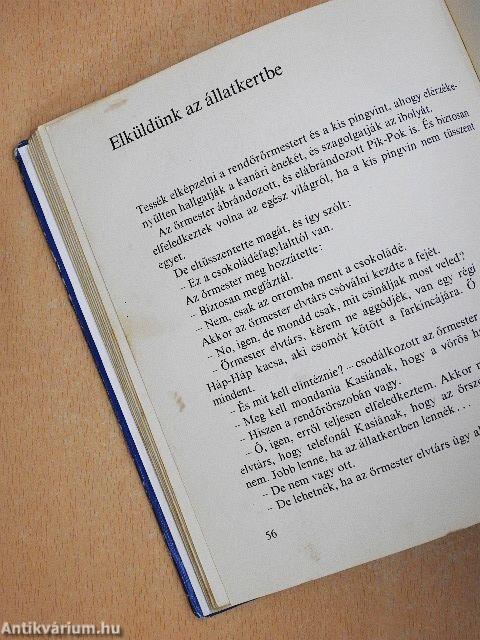 Elküldünk az állatkertbe
Tessék elképzelni a rendőrőrmestert és a kis pingvint, ahogy elérzéke-
nyülten hallgatják a kanári énekét, és szagolgatják az ibolyát.
Az őrmester ábrándozott, és elábrándozott Pik-Pok is. És biztosan
elfeledkeztek volna az egész világról, ha a kis pingvin nem tüsszent
egyet.
De eltüsszentette magát, és így szólt:
– Ez a csokoládéfagylalttól van.
Az őrmester meg hozzátette:
– Biztosan megfáztál.
– Nem, csak az orromba ment a csokoládé.
Akkor az őrmester elvtárs csóválni kezdte a fejét.
– No, igen, de mondd csak, mit csináljak most veled?
– Őrmester elvtárs, kérem ne aggódjék, van egy régi
Háp-Háp kacsa, aki csomót kötött a farkincájára. Ő
mindent.
– És mit kell elintéznie? – csodálkozott az őrmester
– Meg kell mondania Kasiának, hogy a vörös ha
– Hiszen a rendőrőrszobán vagy.
– Ó, igen, erről teljesen elfeledkeztem. Akkor m
elvtárs, hogy telefonál Kasiának, hogy az őrszo
nem. Jobb lenne, ha az állatkertben lennék...
– De nem vagy ott.
– De lehetnék, ha az őrmester elvtárs úgy al
56
Antikvárium.hu